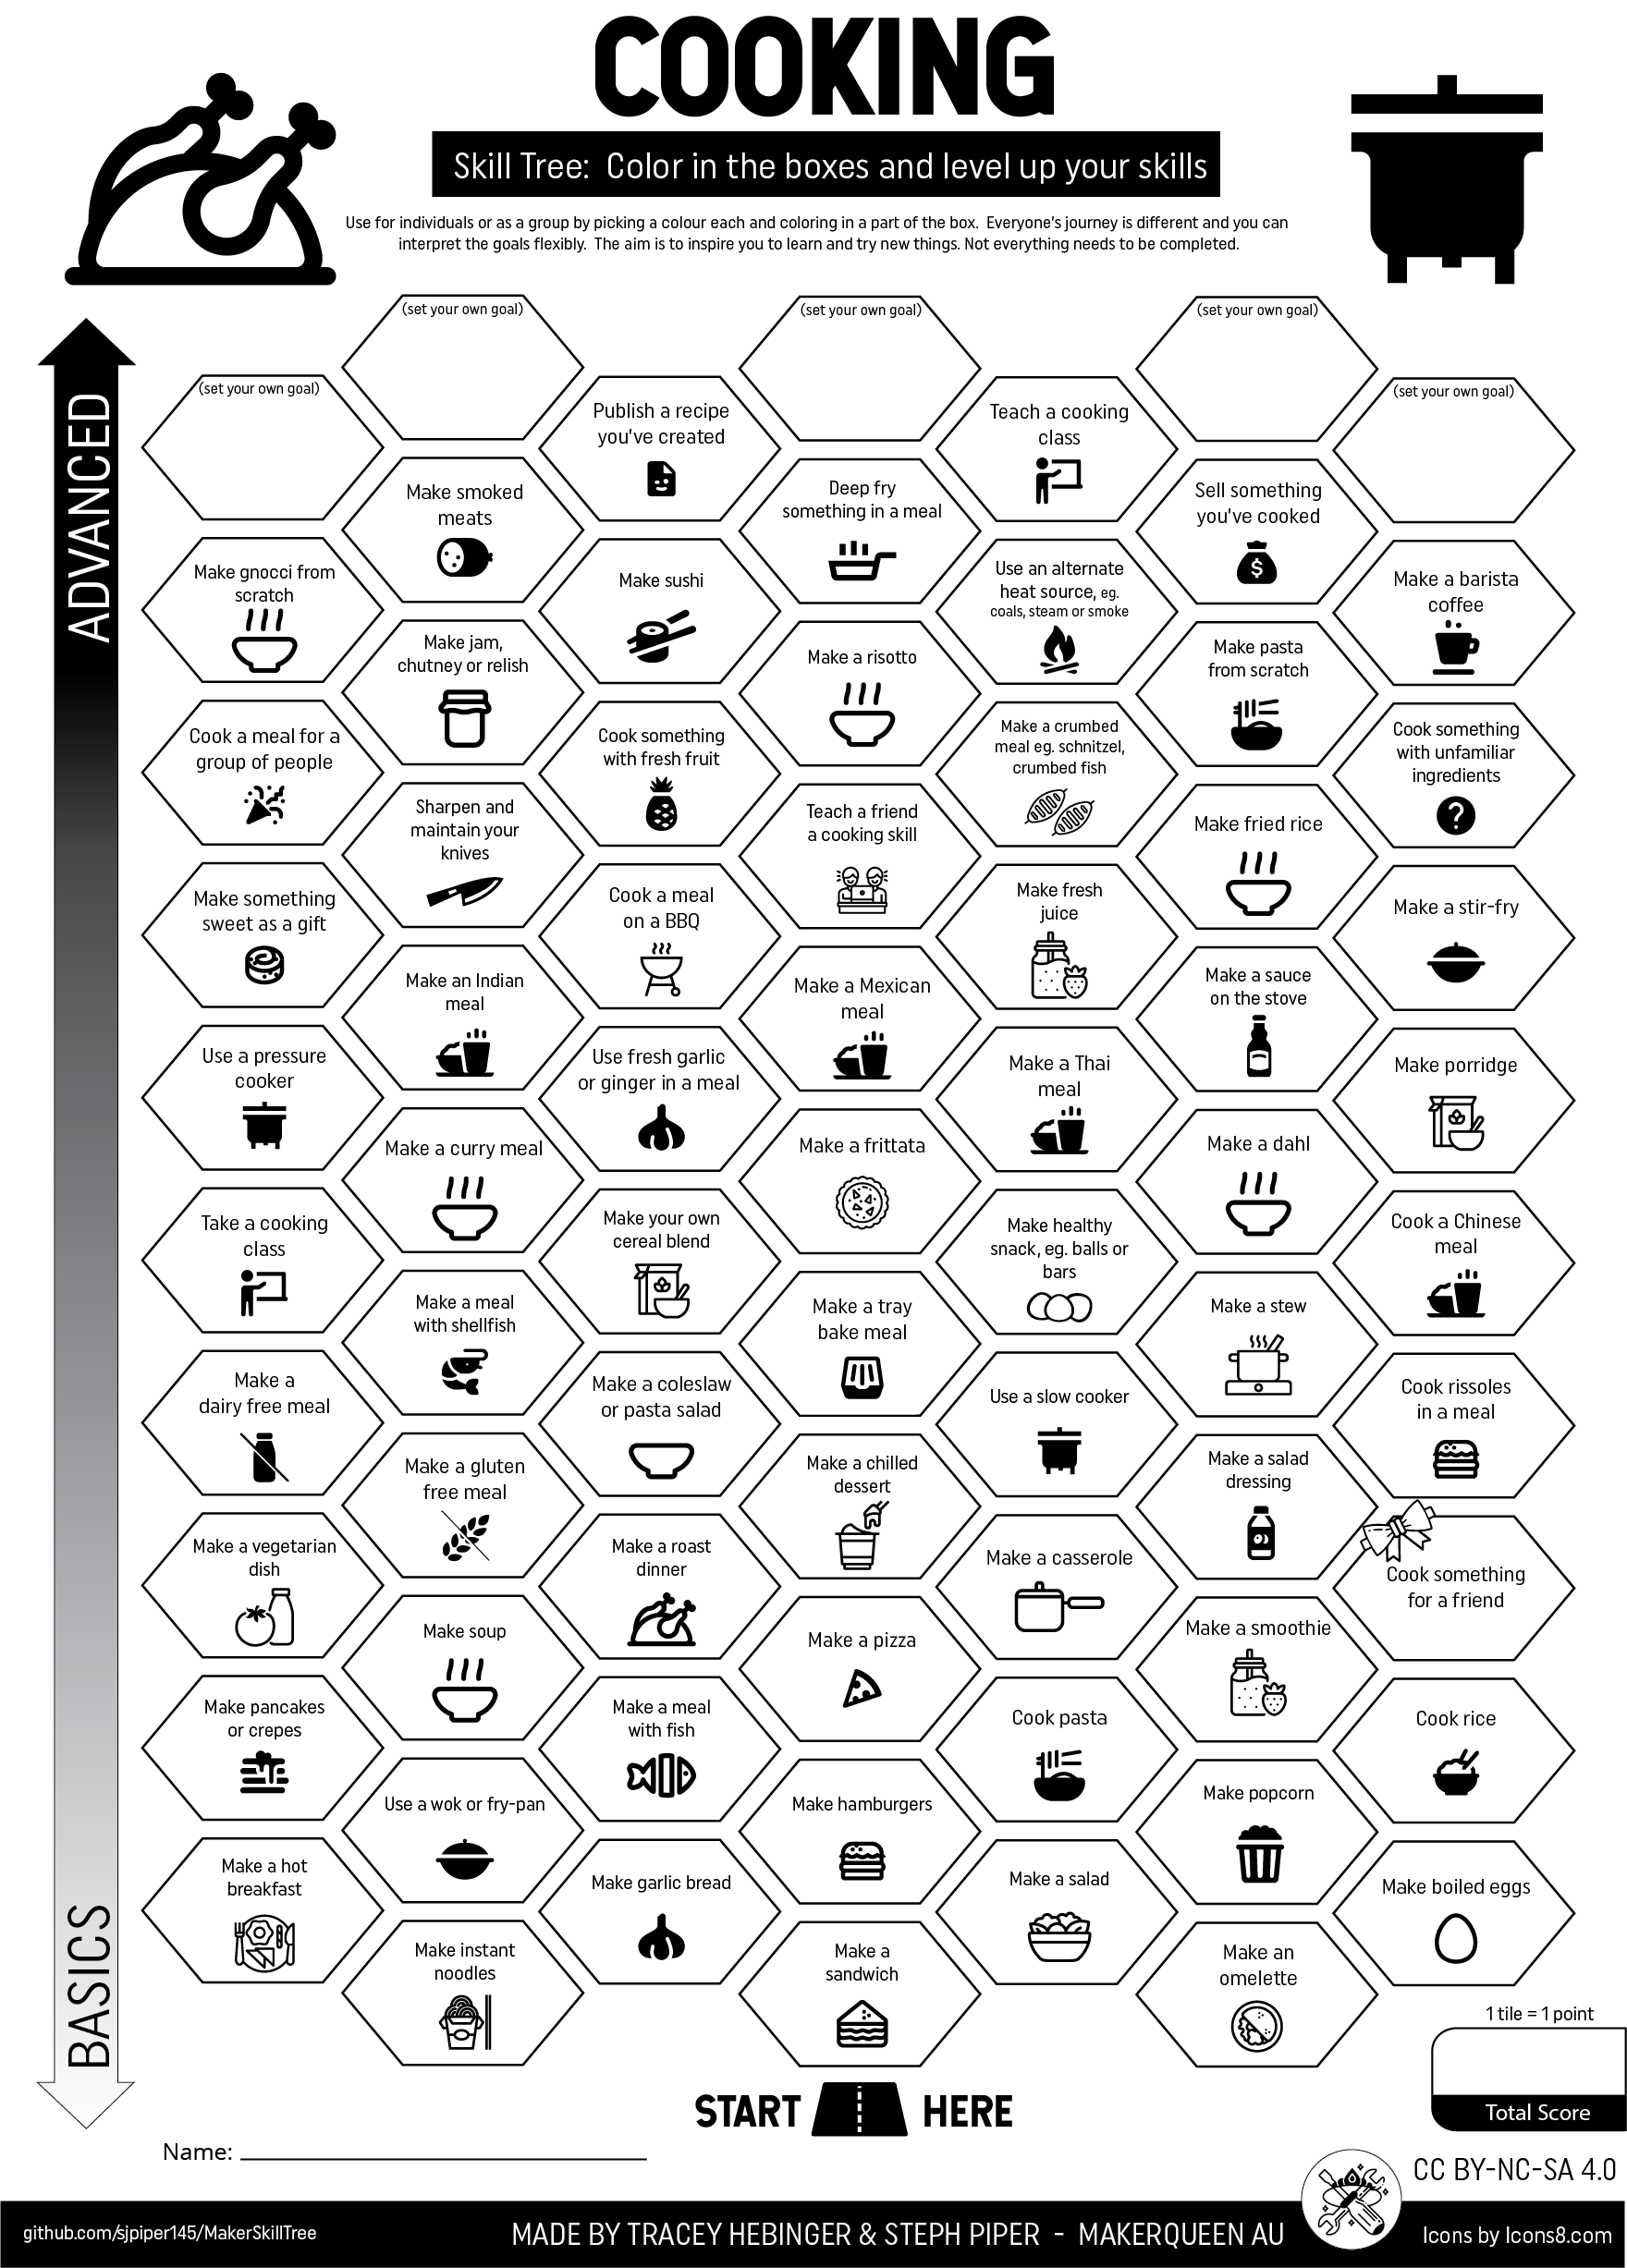 COOKING
Skill Tree:  Color in the boxes and level up your skills
Use for individuals or as a group by picking a colour each and coloring in a part of the box.  Everyone's journey is different and you can
interpret the goals flexibly.  The aim is to inspire you to learn and try new things. Not everything needs to be completed.
ADVANCED
(set your own goal)
(set your own goal)
(set your own goal)
(set your own goal)
(set your own goal)
Publish a recipe
you've created
Teach a cooking
class
Make smoked
meats
Deep fry
something in a meal
Sell something
you've cooked
Make gnocci from
scratch
Make sushi
Use an alternate
heat source, eg.
coals, steam or smoke
Make a barista
coffee
Make jam,
chutney or relish
Make a risotto
Make pasta
from scratch
Cook a meal for a
group of people
Cook something
with fresh fruit
Make a crumbed
meal eg. schnitzel,
crumbed fish
Cook something
with unfamiliar
ingredients
Sharpen and
maintain your
knives
Teach a friend
a cooking skill
Make fried rice
Make something
sweet as a gift
Cook a meal
on a BBQ
Make fresh
juice
Make a stir-fry
Make an Indian
meal
Make a Mexican
meal
Make a sauce
on the stove
Use a pressure
cooker
Use fresh garlic
or ginger in a meal
Make a Thai
meal
Make porridge
Make a curry meal
Make a frittata
Make a dahl
Take a cooking
class
Make your own
cereal blend
Make healthy
snack, eg. balls or
bars
Cook a Chinese
meal
Make a meal
with shellfish
Make a tray
bake meal
Make a stew
Make a
dairy free meal
Make a coleslaw
or pasta salad
Use a slow cooker
Cook rissoles
in a meal
Make a gluten
free meal
Make a chilled
dessert
Make a salad
dressing
Make a vegetarian
dish
Make a roast
dinner
Make a casserole
Cook something
for a friend
Make soup
Make a pizza
Make a smoothie
Make pancakes
or crepes
Make a meal
with fish
Cook pasta
Cook rice
Use a wok or fry-pan
Make hamburgers
Make popcorn
Make a hot
breakfast
Make garlic bread
Make a salad
Make boiled eggs
Make instant
noodles
Make a
sandwich
Make an
omelette
BASICS
1 tile = 1 point
Total Score
START HERE
Name:
CC BY-NC-SA 4.0
github.com/sjpiper145/MakerSkillTree
MADE BY TRACEY HEBINGER & STEPH PIPER - MAKERQUEEN AU
Icons by Icons8.com